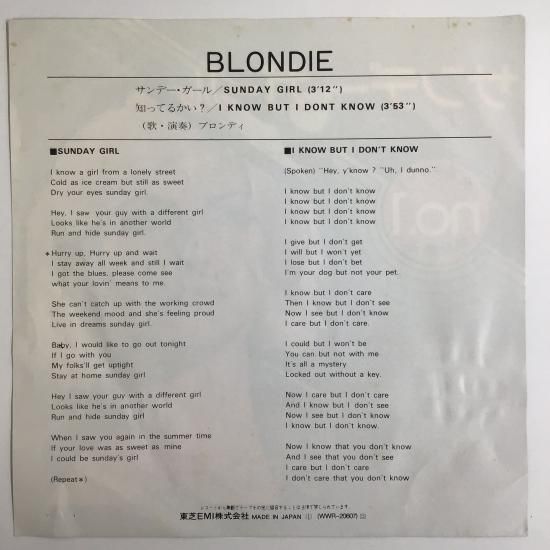 BLONDIE
サンデー・ガール／SUNDAY GIRL (3'12")
知ってるかい？／I KNOW BUT I DONT KNOW (3'53")
（歌・演奏）ブロンディ
■SUNDAY GIRL
I know a girl from a lonely street
Cold as ice cream but still as sweet
Dry your eyes sunday girl.
Hey, I saw your guy with a different girl
Looks like he's in another world
Run and hide sunday girl.
*Hurry up, Hurry up and wait
I stay away all week and still I wait
I got the blues, please come see
what your lovin' means to me.
She can't catch up with the working crowd
The weekend mood and she's feeling proud
Live in dreams sunday girl.
Baby, I would like to go out tonight
If I go with you
My folks'll get uptight
Stay at home sunday girl
Hey I saw your guy with a different girl
Looks like he's in another world
Run and hide sunday girl
When I saw you again in the summer time
If your love was as sweet as mine
I could be sunday's girl
(Repeat*)
■I KNOW BUT I DON'T KNOW
(Spoken) "Hey, y'know ? "Uh, I dunno."
I know but I don't know
I know but I don't know
I know but I don't know
I know but I don't know
I give but I don't get
I will but I won't yet
I lose but I don't bet
I'm your dog but not your pet.
I know but I don't care
Then I know but I don't see
Now I see but I don't know
I care but I don't care.
I could but I won't be
You can but not with me
It's all a mystery
Locked out without a key.
Now I care but I don't care
And I know but I don't see
Now I see but I don't know
I know but I don't know.
Now I know that you don't know
And I see that you don't see
I care but I don't care
I don't care that you don't know
東芝EMI株式会社 MADE IN JAPAN (WWR-20607)